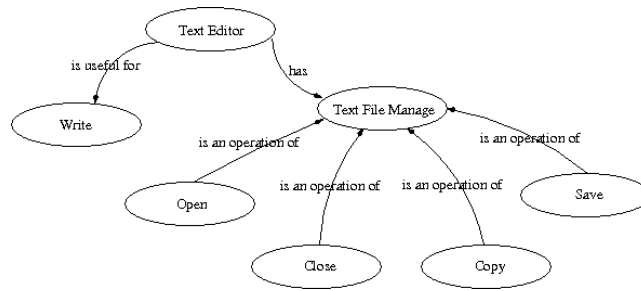 Text Editor
is useful for
has
Write
Text File Manage
is an operation of
is an operation of
is an operation of
is an operation of
Open
Save
Close
Copy